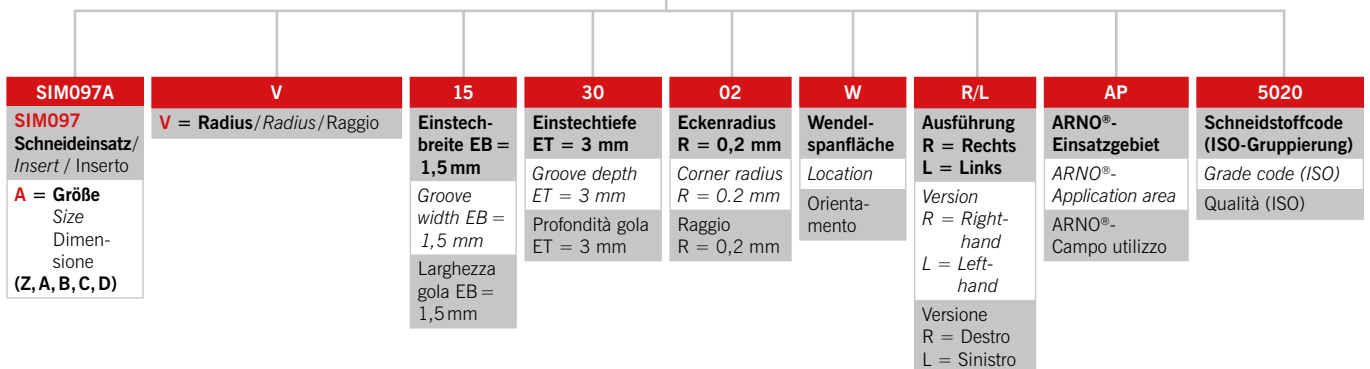 SIM097A
SIM097
Schneideinsatz/
Insert / Inserto
A = Größe
Size
Dimen-
sione
(Z, A, B, C, D)
V
V = Radius/Radius/Raggio
15
Einstech-
breite EB =
1,5 mm
Groove
width EB =
1,5 mm
Larghezza
gola EB =
1,5 mm
30
Einstechtiefe
ET = 3 mm
Groove depth
ET = 3 mm
Profondità gola
ET = 3 mm
02
Eckenradius
R = 0,2 mm
Corner radius
R = 0.2 mm
Raggio
R = 0,2 mm
W
Wendel-
spanfläche
Location
Orienta-
mento
R/L
Ausführung
R = Rechts
L = Links
Version
R = Right-
hand
L = Left-
hand
Versione
R = Destro
L = Sinistro
AP
ARNO®-
Einsatzgebiet
ARNO®-
Application area
ARNO®-
Campo utilizzo
5020
Schneidstoffcode
(ISO-Gruppierung)
Grade code (ISO)
Qualità (ISO)